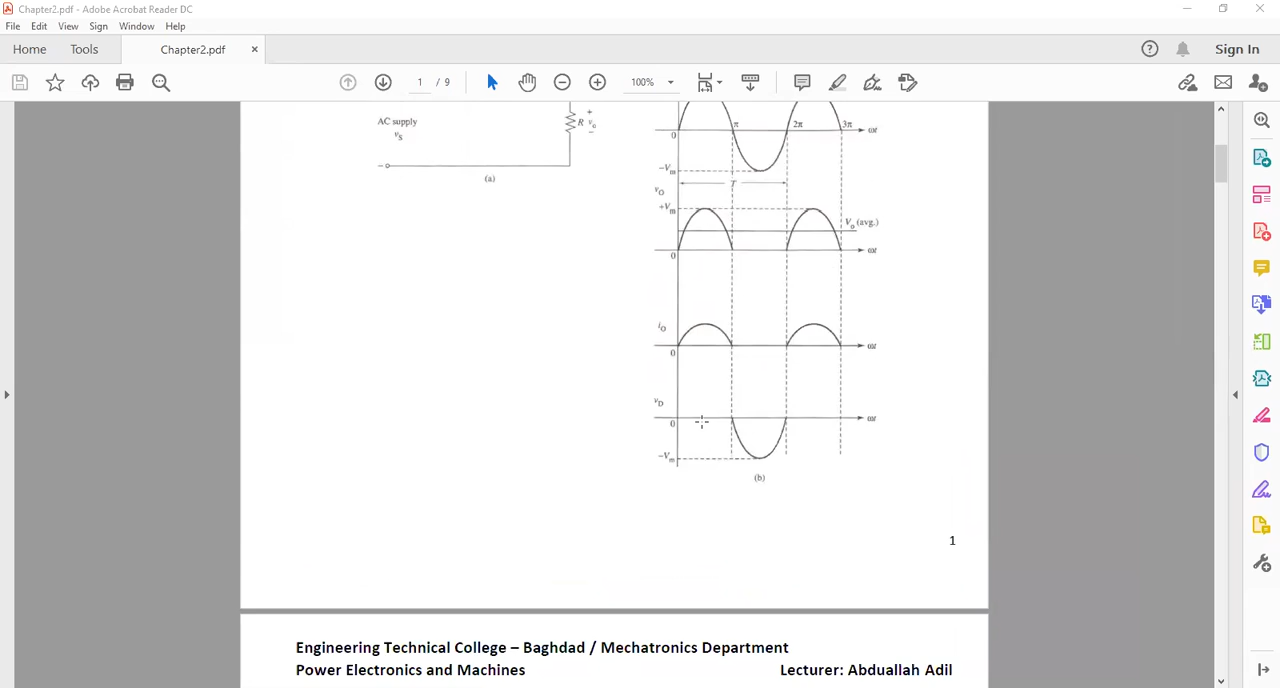 Chapter2.pdf - Adobe Acrobat Reader DC
File Edit View Sign Window Help
Home Tools Chapter2.pdf × Sign In
1 / 9 100%
AC supply
vS
R
+
vo
−
− 
(a)
0 π 2π 3π ωt
−Vm
T
vO
+Vm
Vo (avg.)
0 ωt
iO
0 ωt
vD
0 ωt
−Vm
(b)
1
Engineering Technical College – Baghdad / Mechatronics Department
Power Electronics and Machines Lecturer: Abduallah Adil